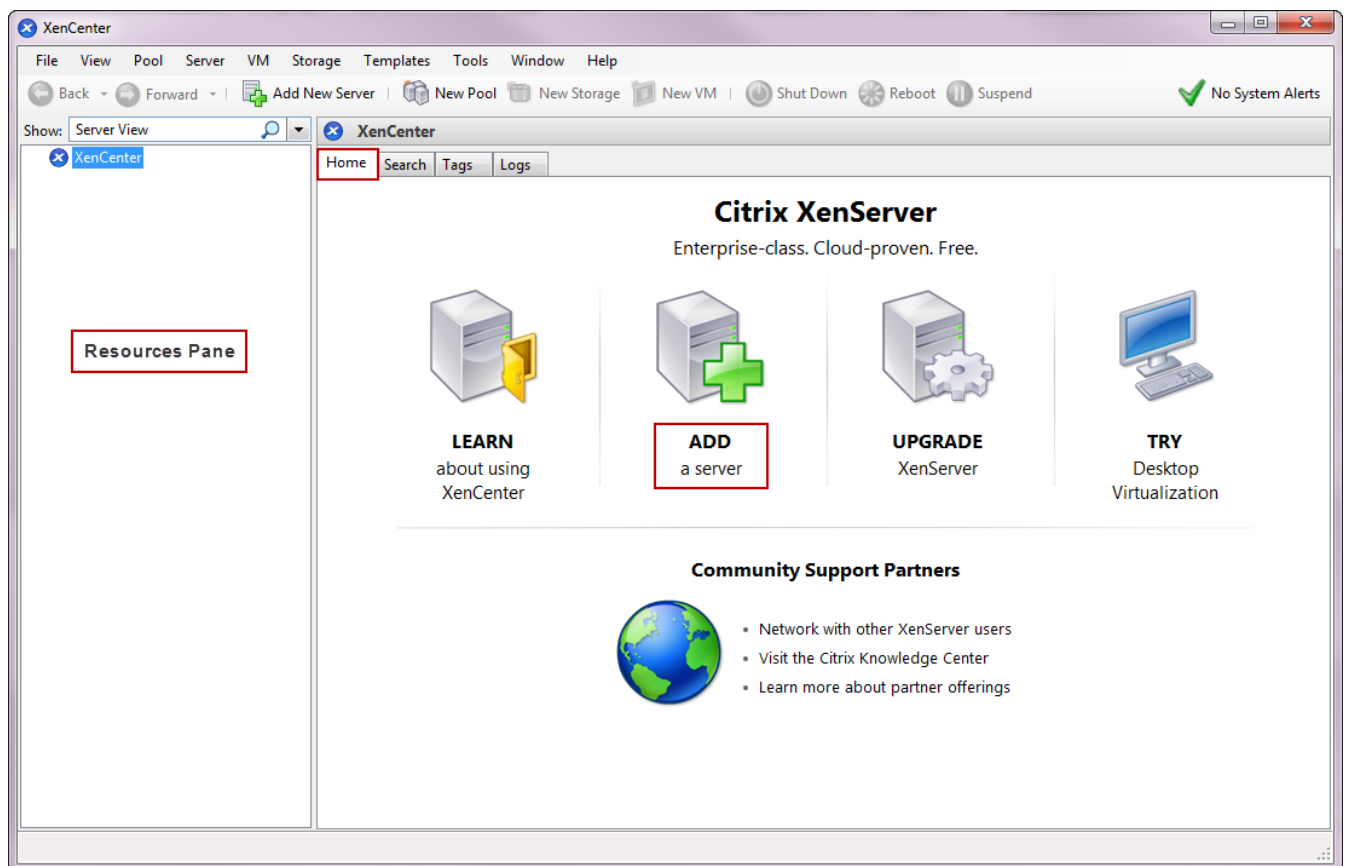 XenCenter
File View Pool Server VM Storage Templates Tools Window Help
Back Forward Add New Server New Pool New Storage New VM Shut Down Reboot Suspend No System Alerts
Show: Server View
XenCenter
XenCenter
Home Search Tags Logs
Citrix XenServer
Enterprise-class. Cloud-proven. Free.
Resources Pane
LEARN
about using
XenCenter
ADD
a server
UPGRADE
XenServer
TRY
Desktop
Virtualization
Community Support Partners
Network with other XenServer users
Visit the Citrix Knowledge Center
Learn more about partner offerings